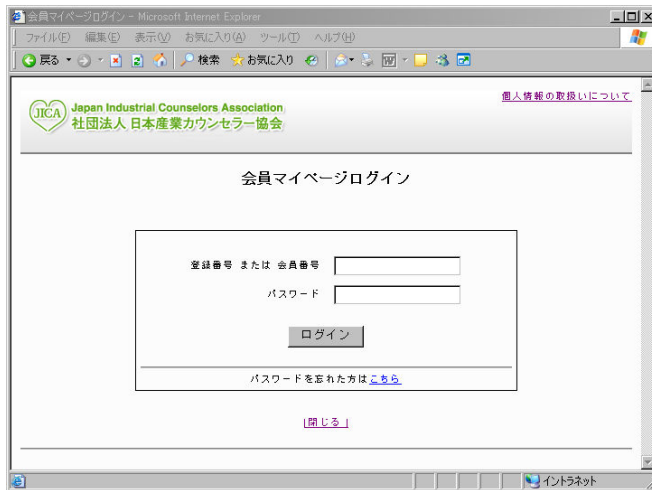 会員マイページログイン - Microsoft Internet Explorer
ファイル(F) 編集(E) 表示(V) お気に入り(A) ツール(T) ヘルプ(H)
戻る 検索 お気に入り
個人情報の取扱いについて
JICA Japan Industrial Counselors Association
社団法人 日本産業カウンセラー協会
会員マイページログイン
登録番号 または 会員番号
パスワード
ログイン
パスワードを忘れた方はこちら
|閉じる|
イントラネット